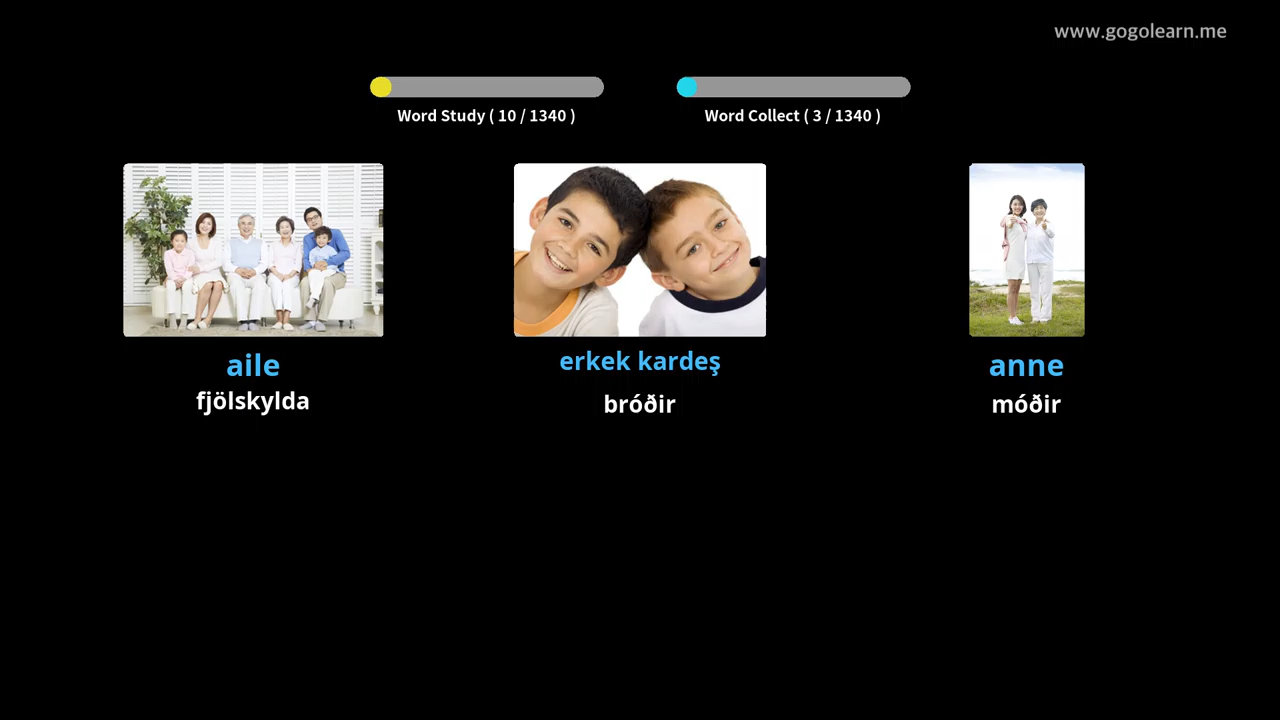 www.gogolearn.me
Word Study ( 10 / 1340 )
Word Collect ( 3 / 1340 )
aile
fjölskylda
erkek kardeş
bróðir
anne
móðir